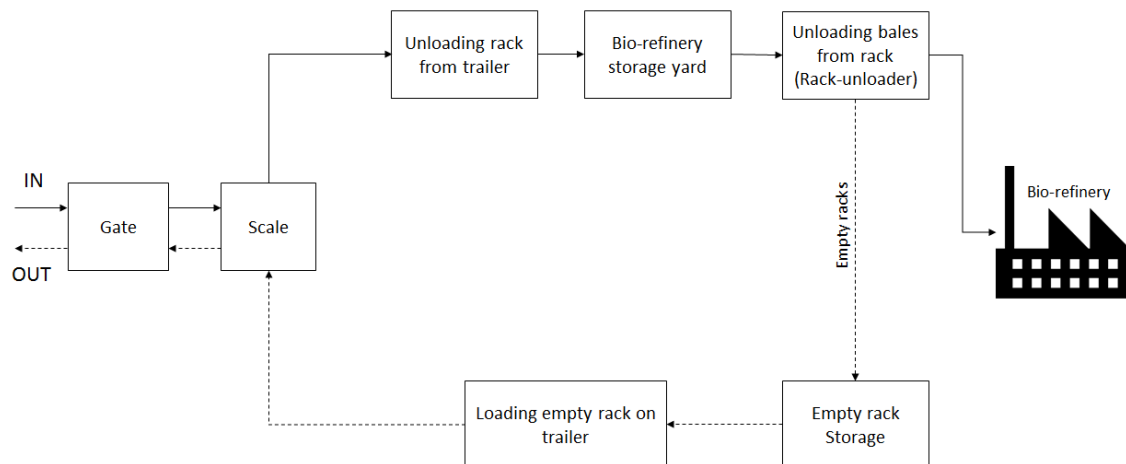 Unloading rack
from trailer
Bio-refinery
storage yard
Unloading bales
from rack
(Rack-unloader)
IN
Gate
Scale
OUT
Empty racks
Bio-refinery
Loading empty rack on
trailer
Empty rack
Storage